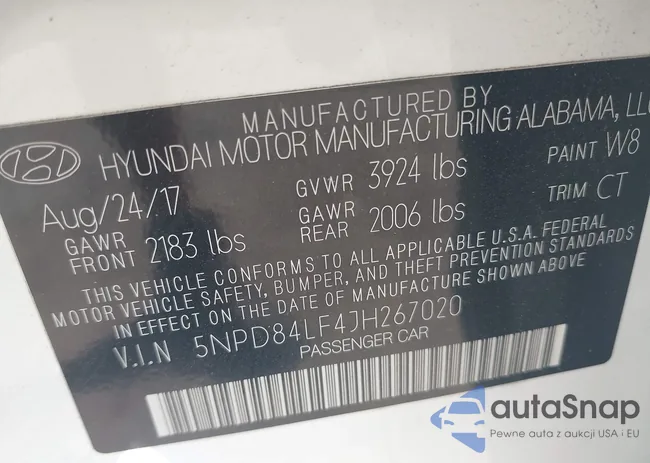 MANUFACTURED BY
HYUNDAI MOTOR MANUFACTURING ALABAMA, LLC
Aug/24/17 GVWR 3924 lbs PAINT W8
GAWR FRONT 2183 lbs GAWR REAR 2006 lbs TRIM CT
THIS VEHICLE CONFORMS TO ALL APPLICABLE U.S.A. FEDERAL
MOTOR VEHICLE SAFETY, BUMPER, AND THEFT PREVENTION STANDARDS
IN EFFECT ON THE DATE OF MANUFACTURE SHOWN ABOVE
V.I.N 5NPD84LF4JH267020
PASSENGER CAR
autaSnap
Pewne auta z aukcji USA i EU